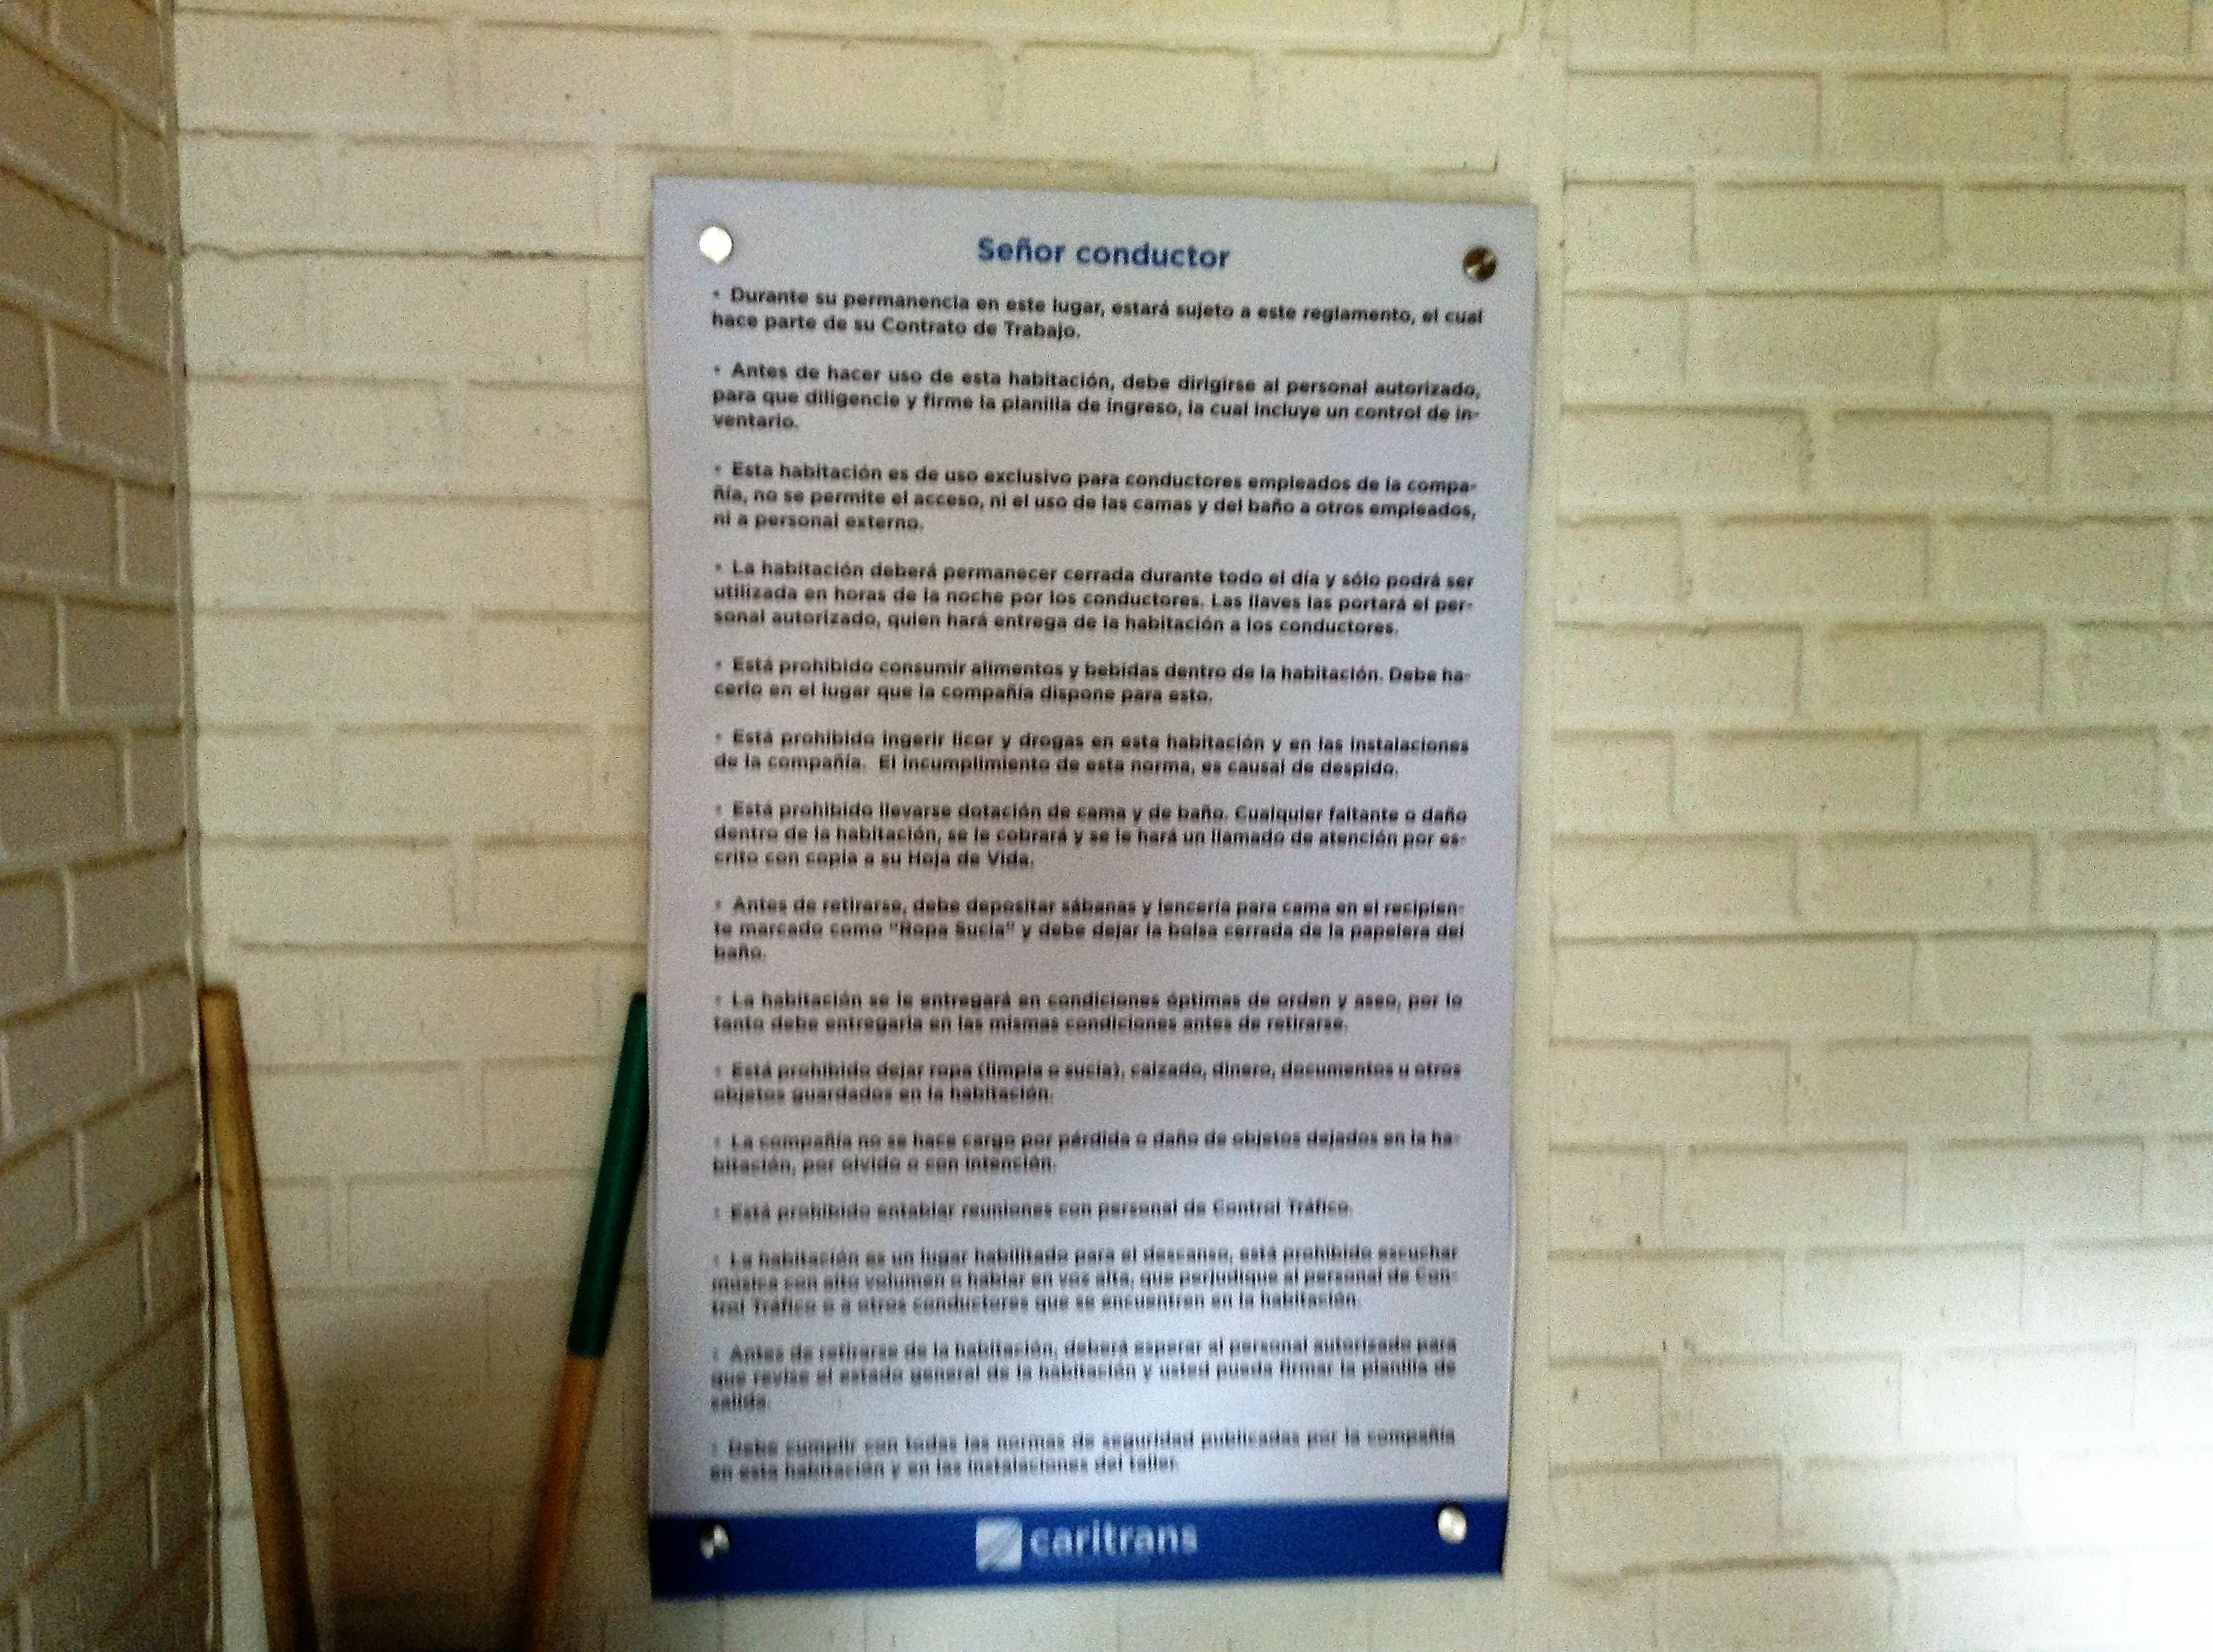 Señor conductor
• Durante su permanencia en este lugar, estará sujeto a este reglamento, el cual
hace parte de su Contrato de Trabajo.
• Antes de hacer uso de esta habitación, debe dirigirse al personal autorizado,
para que diligencie y firme la planilla de ingreso, la cual incluye un control de in-
ventario.
• Esta habitación es de uso exclusivo para conductores empleados de la compa-
ñía, no se permite el acceso, ni el uso de las camas y del baño a otros empleados,
ni a personal externo.
• La habitación deberá permanecer cerrada durante todo el día y sólo podrá ser
utilizada en horas de la noche por los conductores. Las llaves las portará el per-
sonal autorizado, quien hará entrega de la habitación a los conductores.
• Está prohibido consumir alimentos y bebidas dentro de la habitación. Debe ha-
cerlo en el lugar que la compañía dispone para esto.
• Está prohibido ingerir licor y drogas en esta habitación y en las instalaciones
de la compañía. El incumplimiento de esta norma, es causal de despido.
• Está prohibido llevarse dotación de cama y de baño. Cualquier faltante o daño
dentro de la habitación, se le cobrará y se le hará un llamado de atención por es-
crito con copia a su Hoja de Vida.
• Antes de retirarse, debe depositar sábanas y lencería para cama en el recipien-
te marcado como "Ropa Sucia" y debe dejar la bolsa cerrada de la papelera del
baño.
• La habitación se le entregará en condiciones óptimas de orden y aseo, por lo
tanto debe entregarla en las mismas condiciones antes de retirarse.
• Está prohibido dejar ropa (limpia o sucia), calzado, dinero, documentos u otros
objetos guardados en la habitación.
• La compañía no se hace cargo por pérdida o daño de objetos dejados en la ha-
bitación, por olvido o con intención.
• Está prohibido entablar reuniones con personal de Control Tráfico.
• La habitación es un lugar habilitado para el descanso, está prohibido escuchar
música con alto volumen o hablar en voz alta, que perjudique al personal de Con-
trol Tráfico o a otros conductores que se encuentren en la habitación.
• Antes de retirarse de la habitación, deberá esperar al personal autorizado para
que revise el estado general de la habitación y usted pueda firmar la planilla de
salida.
• Debe cumplir con todas las normas de seguridad publicadas por la compañía
en esta habitación y en las instalaciones del taller.
caritrans